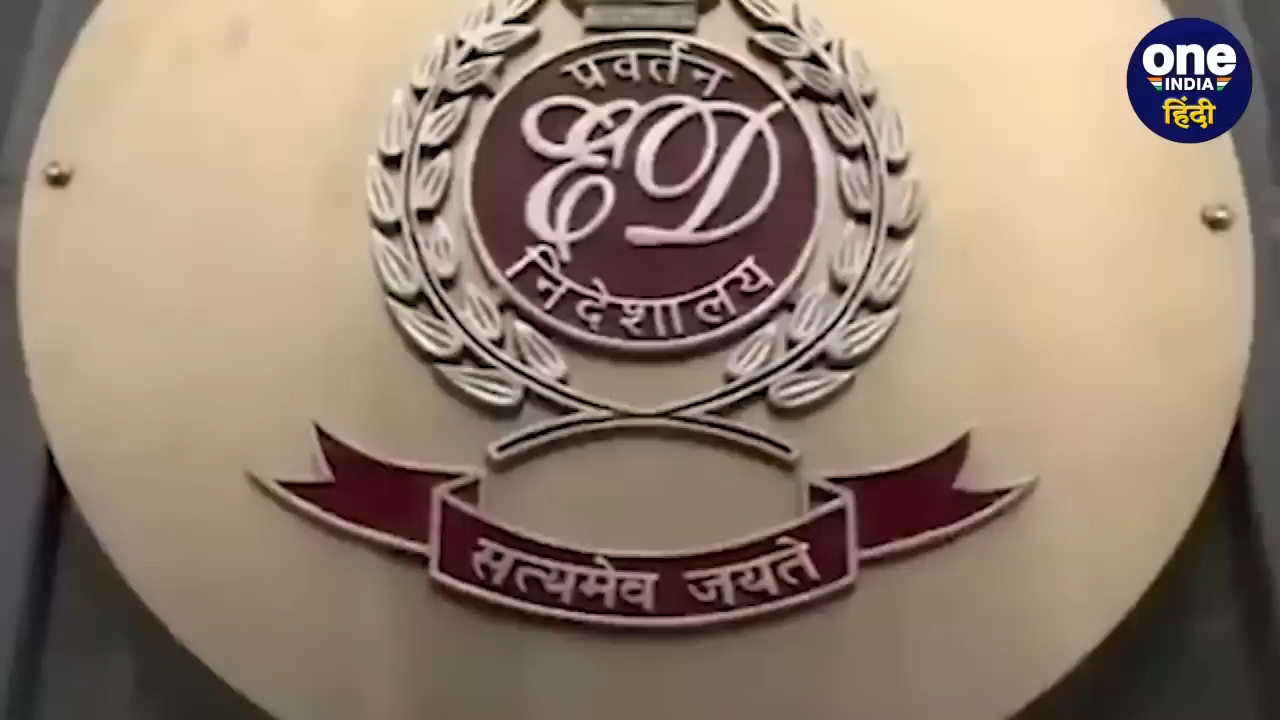 प्रवर्तन
ED
निदेशालय
सत्यमेव जयते
one
INDIA
हिंदी